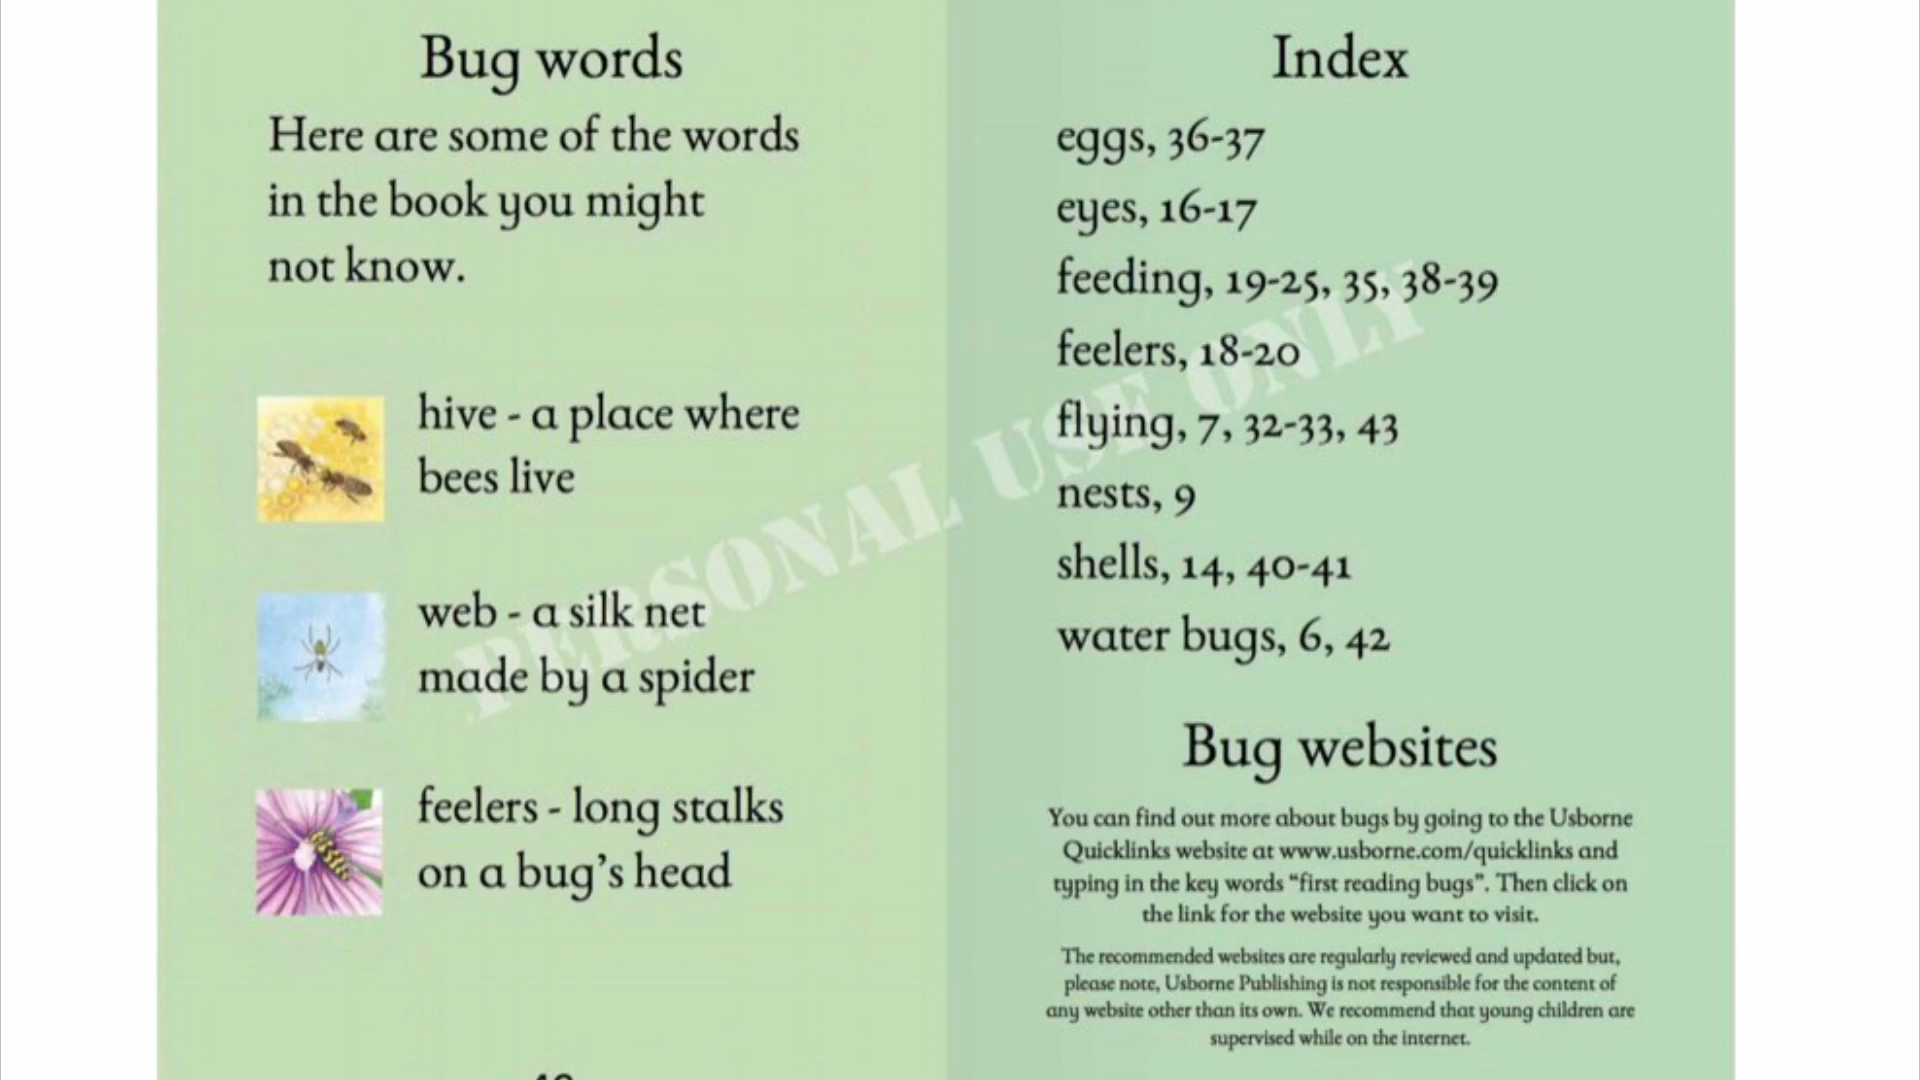 Bug words
Here are some of the words
in the book you might
not know.
hive - a place where
bees live
web - a silk net
made by a spider
feelers - long stalks
on a bug's head
Index
eggs, 36-37
eyes, 16-17
feeding, 19-25, 35, 38-39
feelers, 18-20
flying, 7, 32-33, 43
nests, 9
shells, 14, 40-41
water bugs, 6, 42
Bug websites
You can find out more about bugs by going to the Usborne
Quicklinks website at www.usborne.com/quicklinks and
typing in the key words "first reading bugs". Then click on
the link for the website you want to visit.
The recommended websites are regularly reviewed and updated but,
please note, Usborne Publishing is not responsible for the content of
any website other than its own. We recommend that young children are
supervised while on the internet.
PERSONAL USE ONLY